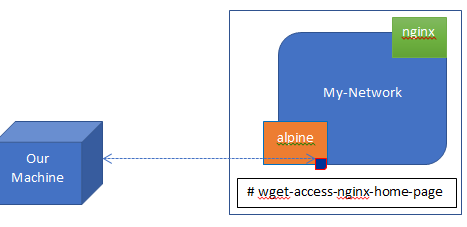 nginx
My-Network
alpine
Our
Machine
# wget-access-nginx-home-page